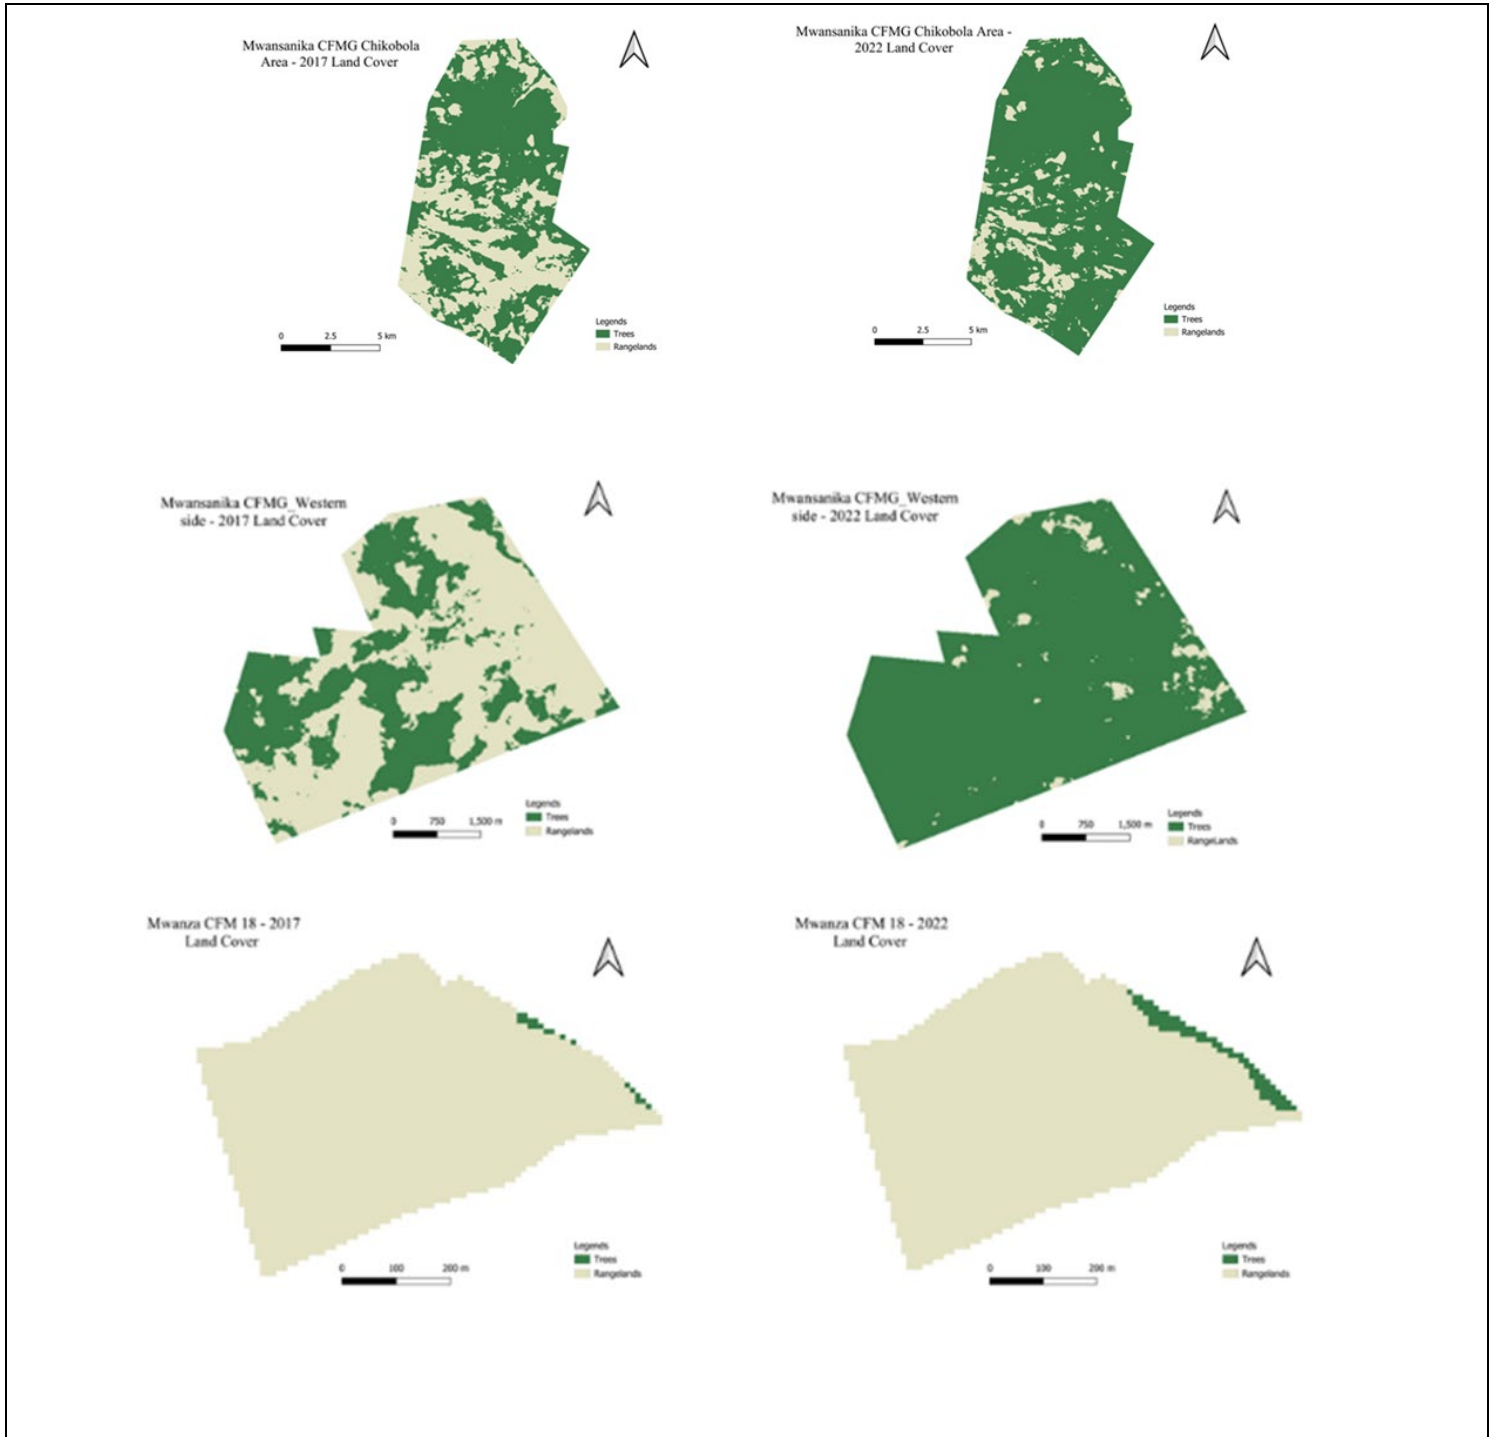 Mwansanika CFMG Chikobola
Area - 2017 Land Cover
0 2.5 5 km
Legends
Trees
Rangelands
Mwansanika CFMG Chikobola Area -
2022 Land Cover
0 2.5 5 km
Legends
Trees
Rangelands
Mwansanika CFMG_Western
side - 2017 Land Cover
0 750 1,500 m
Legends
Trees
Rangelands
Mwansanika CFMG_Western
side - 2022 Land Cover
0 750 1,500 m
Legends
Trees
RangeLands
Mwanza CFM 18 - 2017
Land Cover
0 100 200 m
Legends
Trees
Rangelands
Mwanza CFM 18 - 2022
Land Cover
0 100 200 m
Legends
Trees
Rangelands